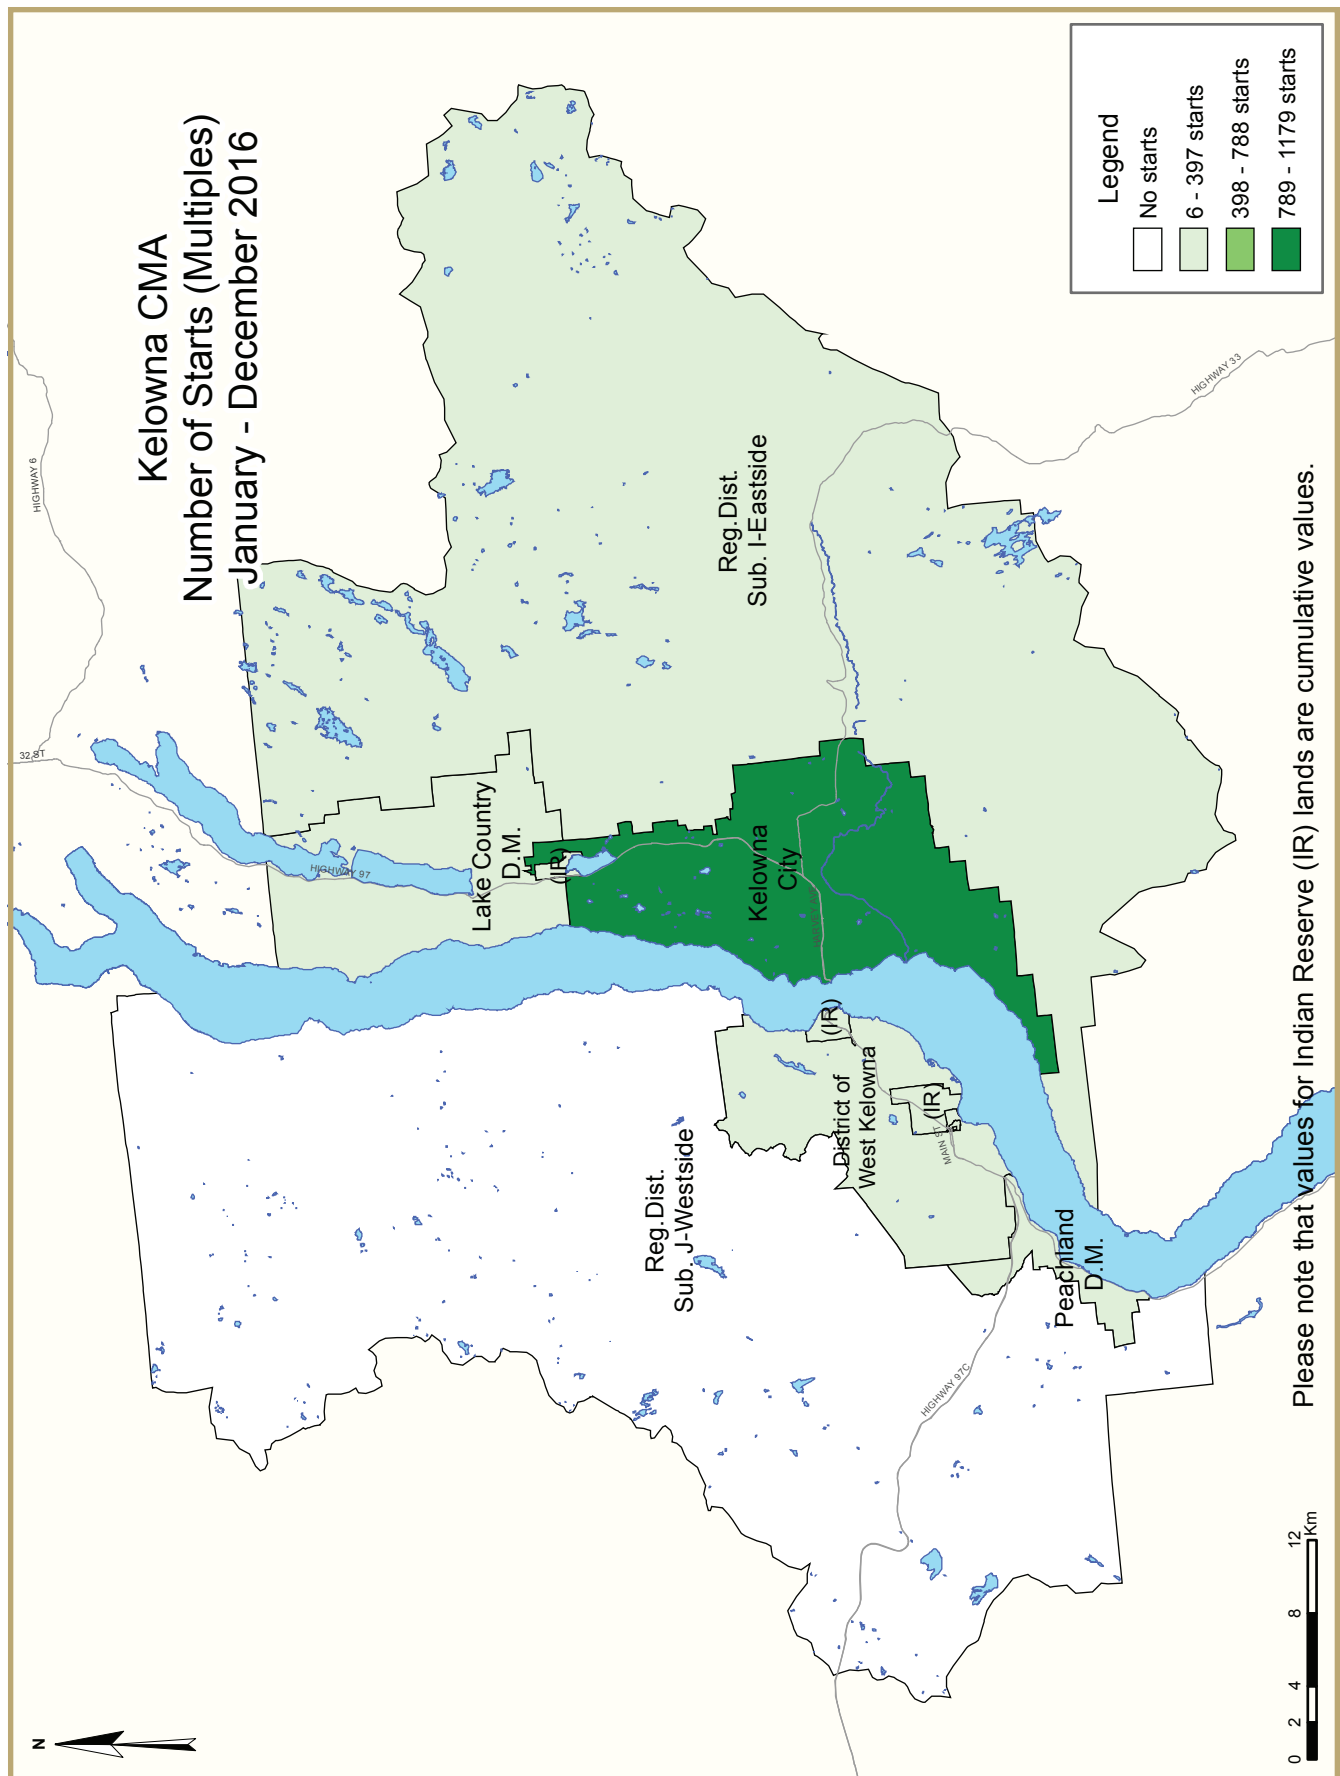 Kelowna CMA
Number of Starts (Multiples)
January - December 2016
N
HIGHWAY 6
32 ST
HIGHWAY 97
Lake Country
D.M.
(IR)
Reg.Dist.
Sub. J-Westside
Reg.Dist.
Sub. I-Eastside
Kelowna
City
(IR)
District of
West Kelowna
(IR)
MAIN ST
Peachland
D.M.
HIGHWAY 97C
HIGHWAY 33
Legend
No starts
6 - 397 starts
398 - 788 starts
789 - 1179 starts
0 2 4 8 12
Km
Please note that values for Indian Reserve (IR) lands are cumulative values.